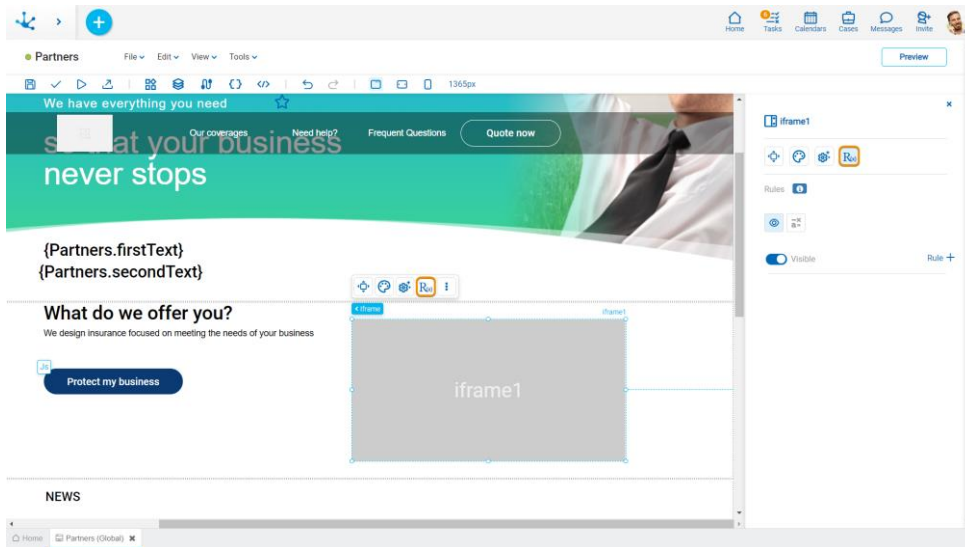 Home
6
Tasks
Calendars
Cases
Messages
Invite
Partners
File
Edit
View
Tools
Preview
1365px
We have everything you need
so that your business
Our coverages
Need help?
Frequent Questions
Quote now
never stops
{Partners.firstText}
{Partners.secondText}
R(x)
What do we offer you?
We design insurance focused on meeting the needs of your business
Iframe
iframe1
JS
Protect my business
iframe1
NEWS
iframe1
R(x)
Rules
Visible
Rule +
Home
Partners (Global)